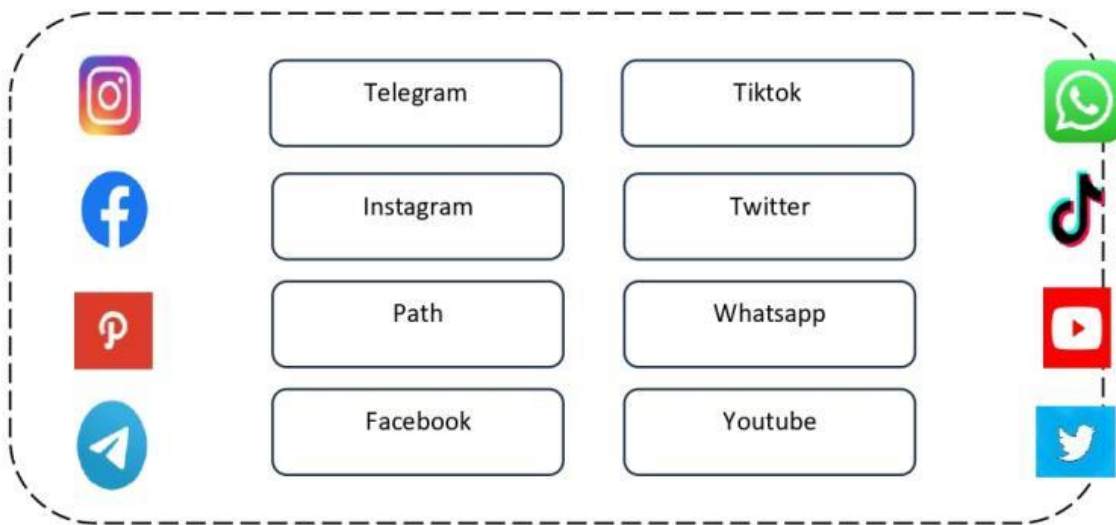 Telegram
Tiktok
Instagram
Twitter
Path
Whatsapp
Facebook
Youtube